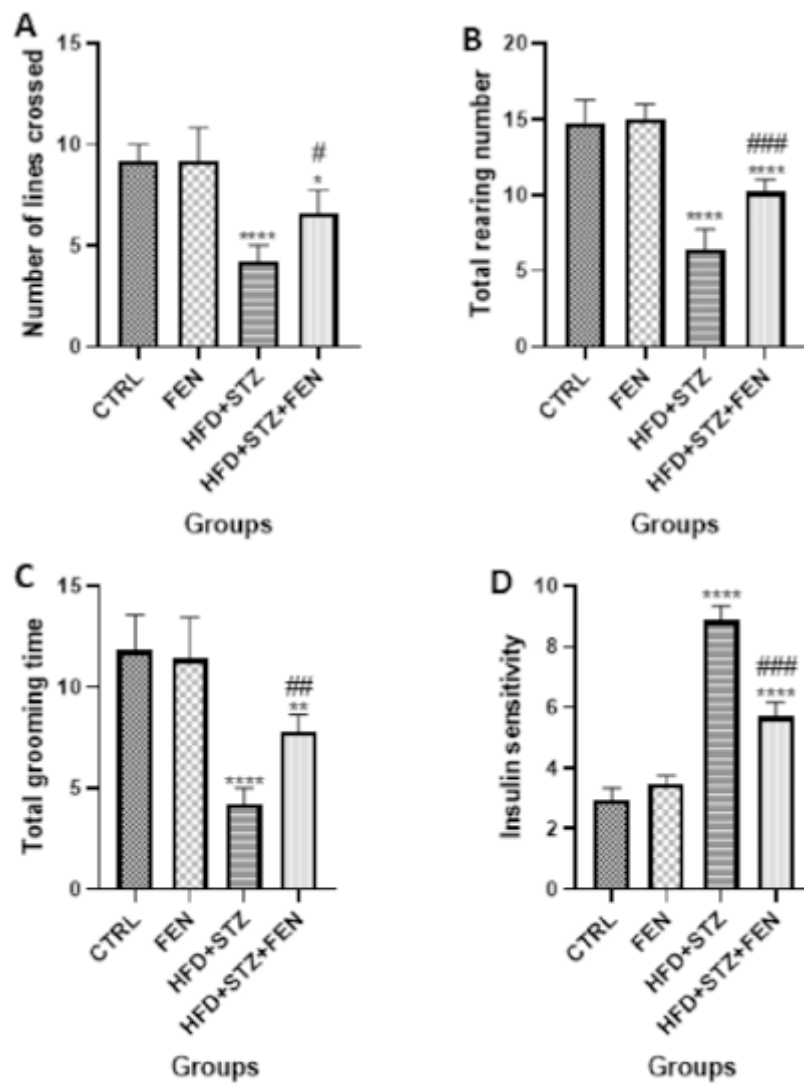 A
Number of lines crossed
15
10
5
0
****
#
*
CTRL
FEN
HFD+STZ
HFD+STZ+FEN
Groups
B
Total rearing number
20
15
10
5
0
****
###
****
CTRL
FEN
HFD+STZ
HFD+STZ+FEN
Groups
C
Total grooming time
15
10
5
0
****
##
**
CTRL
FEN
HFD+STZ
HFD+STZ+FEN
Groups
D
Insulin sensitivity
10
8
6
4
2
0
****
###
****
CTRL
FEN
HFD+STZ
HFD+STZ+FEN
Groups